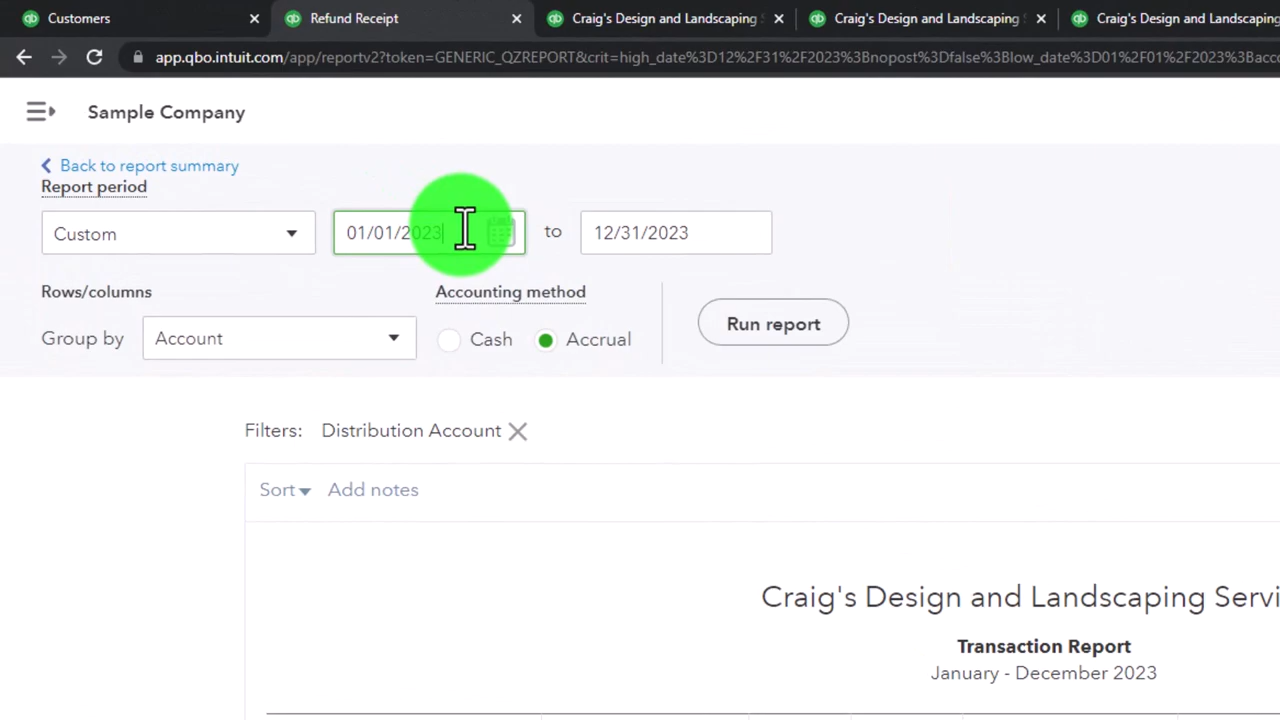 Customers
Refund Receipt
Craig's Design and Landscaping
Craig's Design and Landscaping
Craig's Design and Landscaping
app.qbo.intuit.com/app/reportv2?token=GENERIC_QZREPORT&crit=high_date%3D12%2F31%2F2023%3Bnopost%3Dfalse%3Blow_date%3D01%2F01%2F2023%3Bacco
Sample Company
Back to report summary
Report period
Custom
01/01/2023
to
12/31/2023
Rows/columns
Accounting method
Group by
Account
Cash
Accrual
Run report
Filters: Distribution Account
Sort
Add notes
Craig's Design and Landscaping Servi
Transaction Report
January - December 2023